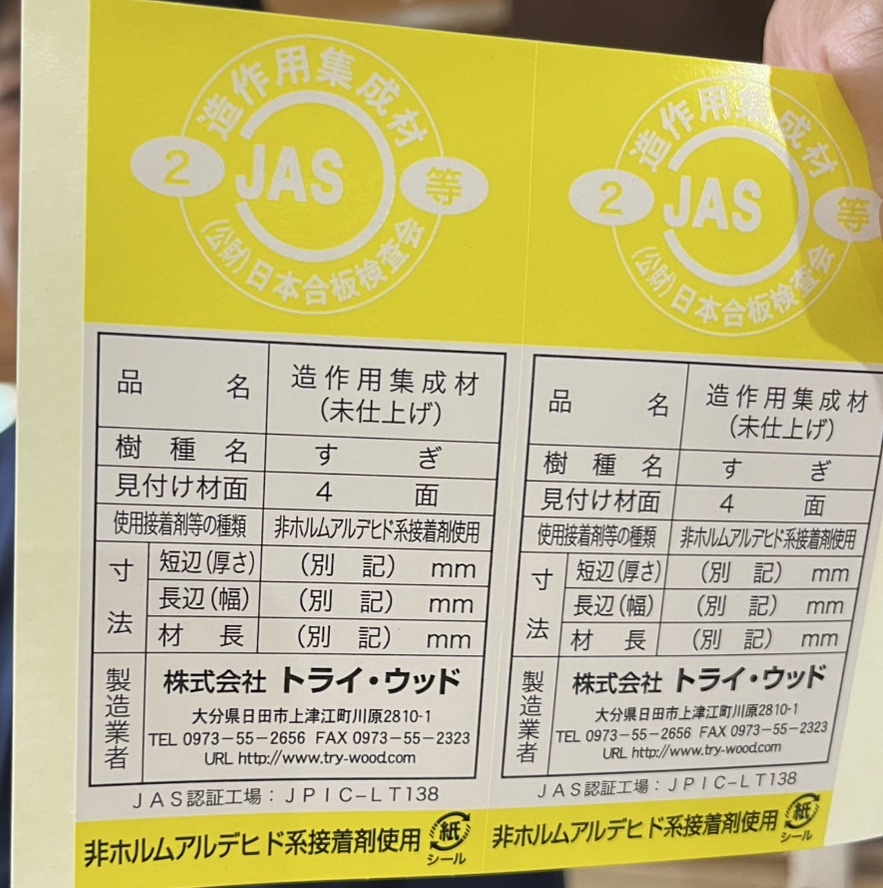 造作用集成材
2 JAS 等
(公財)日本合板検査会
品名 造作用集成材
(未仕上げ)
樹種名 すぎ
見付け材面 4面
使用接着剤等の種類 非ホルムアルデヒド系接着剤使用
寸法 短辺(厚さ) (別記) mm
長辺(幅) (別記) mm
材長 (別記) mm
製造業者 株式会社 トライ・ウッド
大分県日田市上津江町川原2810-1
TEL 0973-55-2656 FAX 0973-55-2323
URL http://www.try-wood.com
JAS認証工場:JPIC-LT138
非ホルムアルデヒド系接着剤使用 紙
シール
造作用集成材
2 JAS 等
(公財)日本合板検査会
品名 造作用集成材
(未仕上げ)
樹種名 すぎ
見付け材面 4面
使用接着剤等の種類 非ホルムアルデヒド系接着剤使用
寸法 短辺(厚さ) (別記) mm
長辺(幅) (別記) mm
材長 (別記) mm
製造業者 株式会社 トライ・ウッド
大分県日田市上津江町川原2810-1
TEL 0973-55-2656 FAX 0973-55-2323
URL http://www.try-wood.com
JAS認証工場:JPIC-LT138
非ホルムアルデヒド系接着剤使用 紙
シール